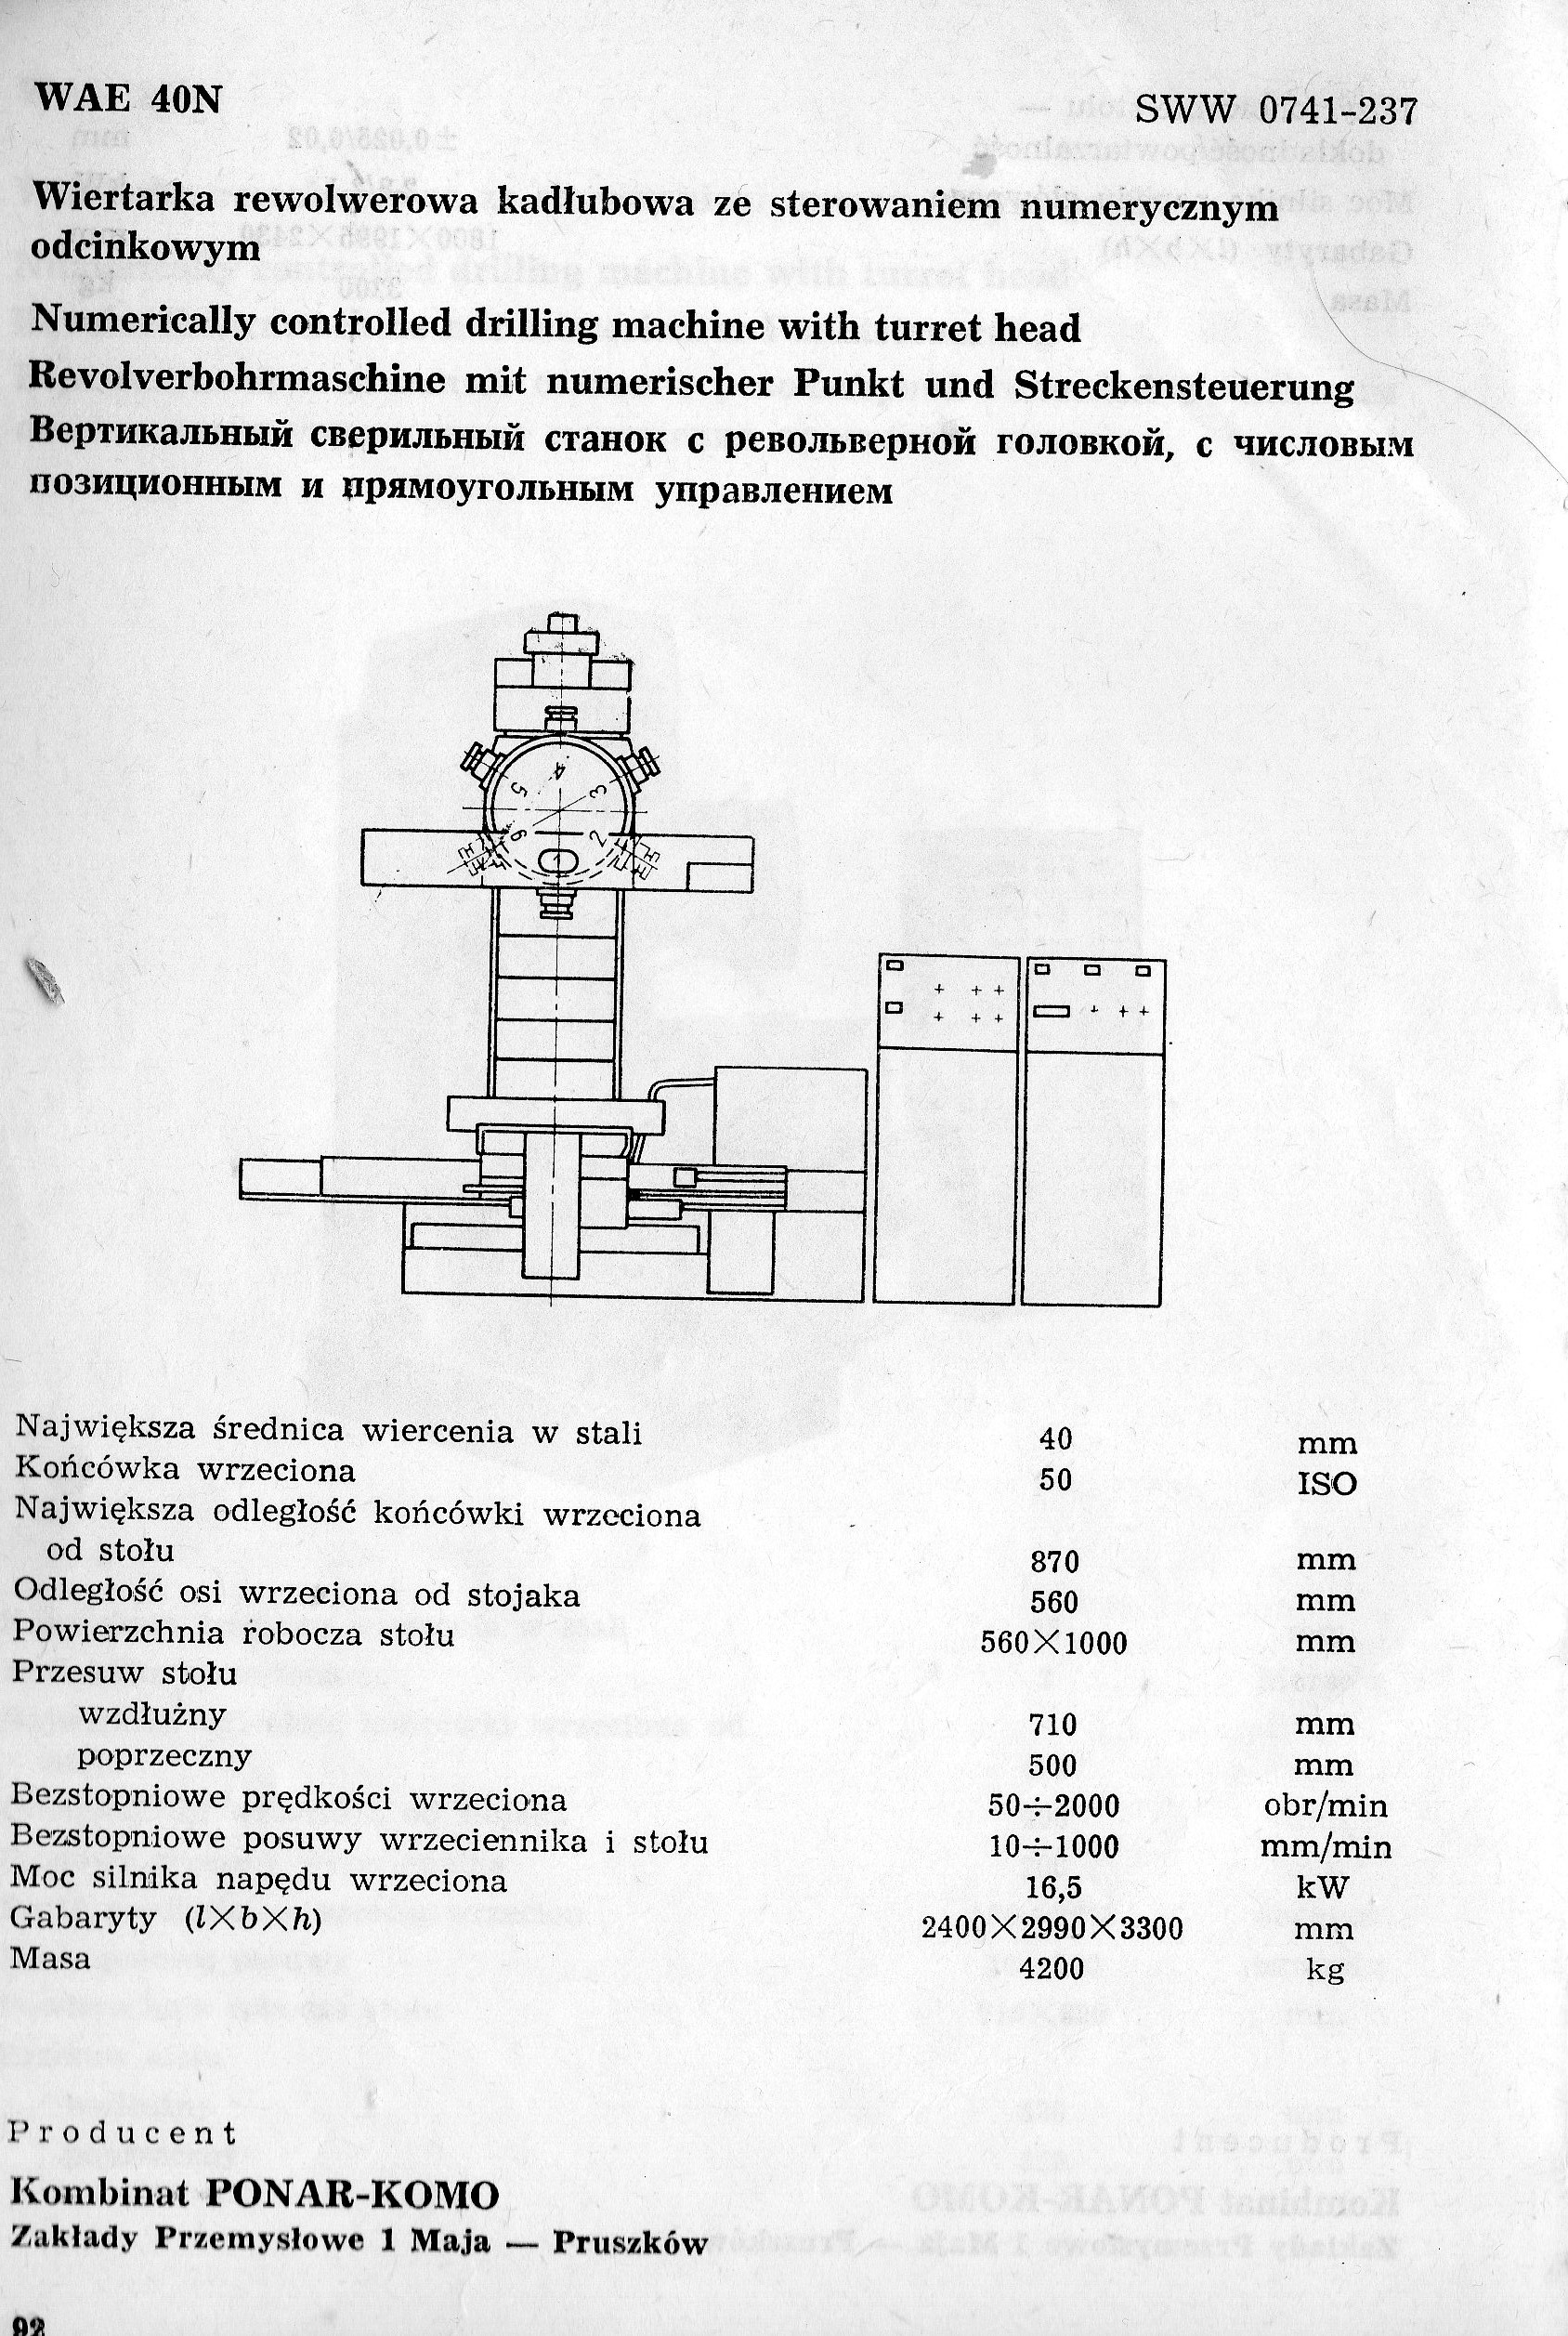 WAE 40N
SWW 0741-237
Wiertarka rewolwerowa kadłubowa ze sterowaniem numerycznym
odcinkowym
Numerically controlled drilling machine with turret head
Revolverbohrmaschine mit numerischer Punkt und Streckensteuerung
Вертикальный сверильный станок с револьверной головкой, с числовым
позиционным и прямоугольным управлением
4
5
3
6
2
1
Największa średnica wiercenia w stali 40 mm
Końcówka wrzeciona 50 ISO
Największa odległość końcówki wrzeciona
od stołu 870 mm
Odległość osi wrzeciona od stojaka 560 mm
Powierzchnia robocza stołu 560×1000 mm
Przesuw stołu
wzdłużny 710 mm
poprzeczny 500 mm
Bezstopniowe prędkości wrzeciona 50÷2000 obr/min
Bezstopniowe posuwy wrzeciennika i stołu 10÷1000 mm/min
Moc silnika napędu wrzeciona 16,5 kW
Gabaryty (l×b×h) 2400×2990×3300 mm
Masa 4200 kg
Producent
Kombinat PONAR-KOMO
Zakłady Przemysłowe 1 Maja — Pruszków
92